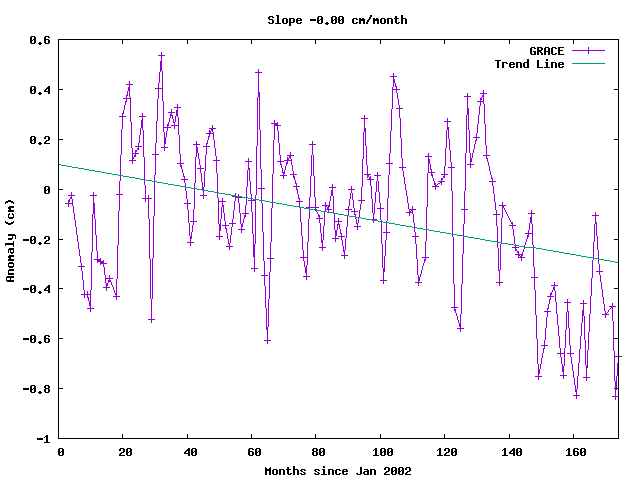 Slope -0.00 cm/month
GRACE
Trend Line
0.6
0.4
0.2
0
-0.2
-0.4
-0.6
-0.8
-1
Anomaly (cm)
0 20 40 60 80 100 120 140 160
Months since Jan 2002